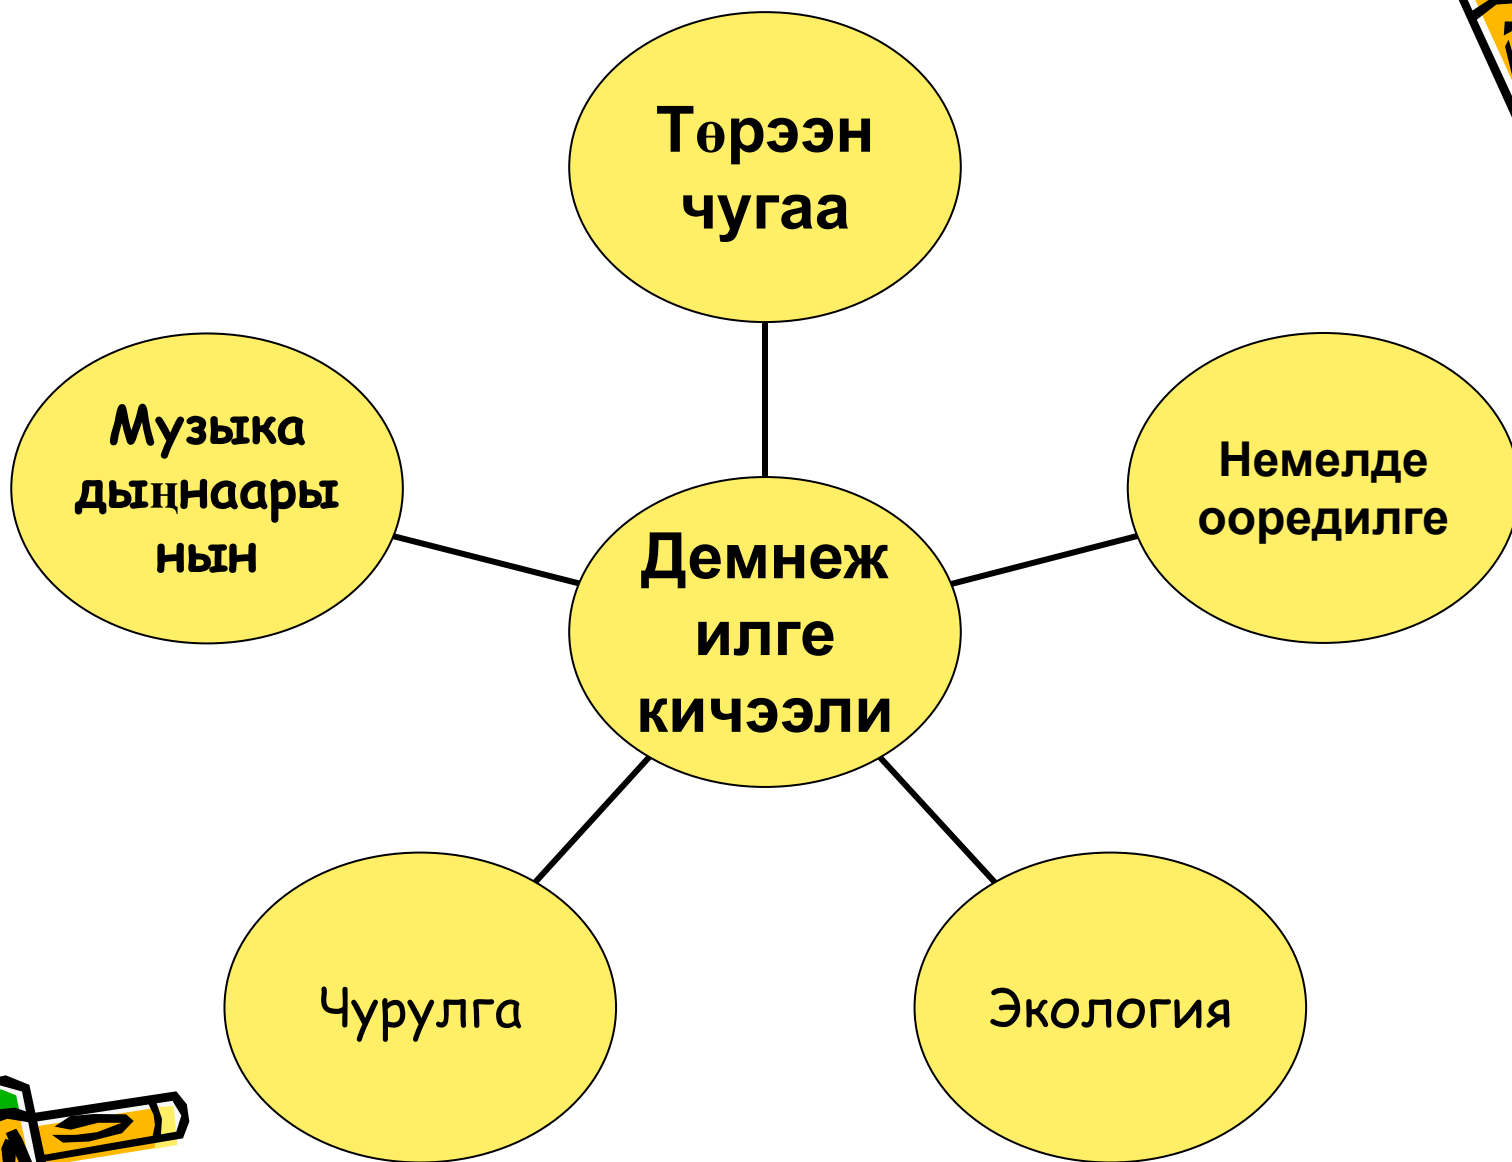 Төрээн
чугаа
Музыка
дыңнаары
нын
Немелде
ооредилге
Демнеж
илге
кичээли
Чурулга
Экология